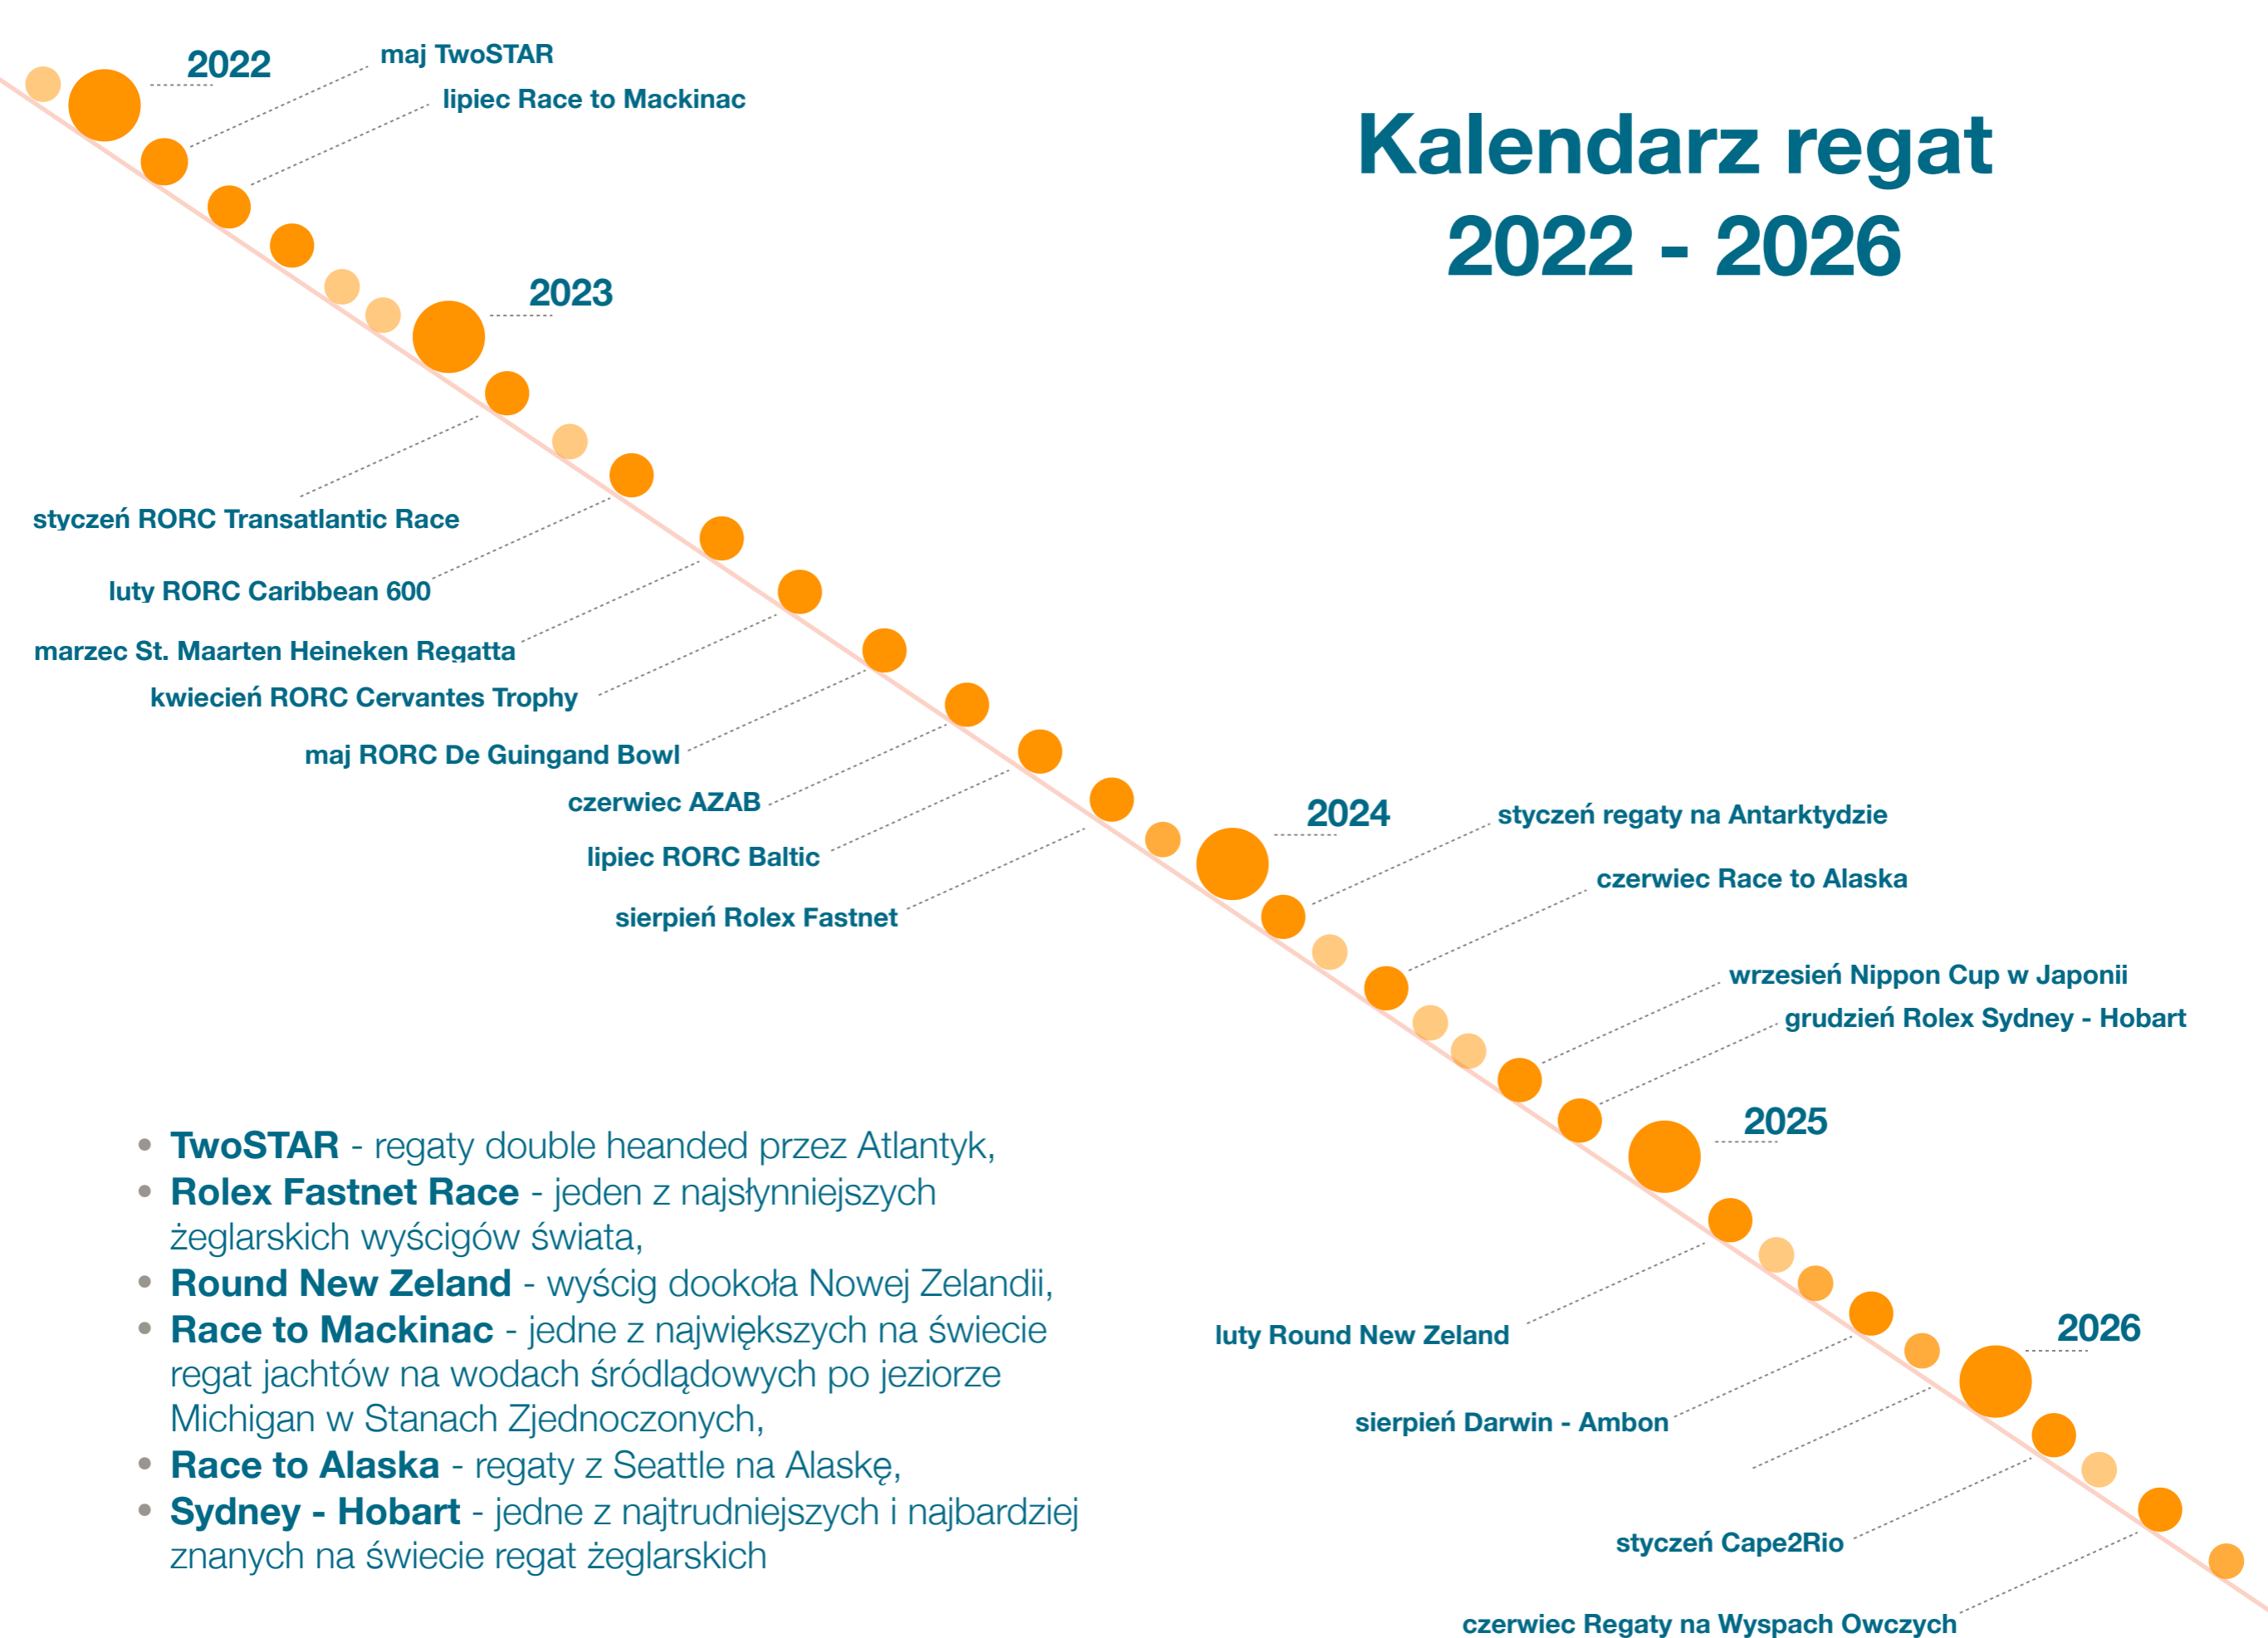 Kalendarz regat
2022 - 2026
2022
maj TwoSTAR
lipiec Race to Mackinac
2023
styczeń RORC Transatlantic Race
luty RORC Caribbean 600
marzec St. Maarten Heineken Regatta
kwiecień RORC Cervantes Trophy
maj RORC De Guingand Bowl
czerwiec AZAB
lipiec RORC Baltic
sierpień Rolex Fastnet
2024
styczeń regaty na Antarktydzie
czerwiec Race to Alaska
wrzesień Nippon Cup w Japonii
grudzień Rolex Sydney - Hobart
2025
luty Round New Zeland
sierpień Darwin - Ambon
2026
styczeń Cape2Rio
czerwiec Regaty na Wyspach Owczych
• TwoSTAR - regaty double heanded przez Atlantyk,
• Rolex Fastnet Race - jeden z najsłynniejszych
żeglarskich wyścigów świata,
• Round New Zeland - wyścig dookoła Nowej Zelandii,
• Race to Mackinac - jedne z największych na świecie
regat jachtów na wodach śródlądowych po jeziorze
Michigan w Stanach Zjednoczonych,
• Race to Alaska - regaty z Seattle na Alaskę,
• Sydney - Hobart - jedne z najtrudniejszych i najbardziej
znanych na świecie regat żeglarskich